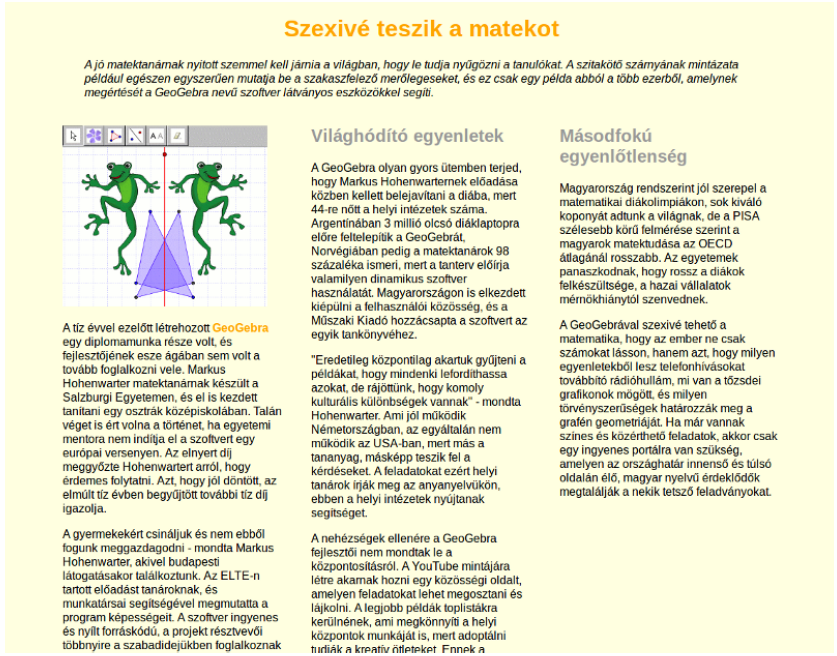 Szexivé teszik a matekot
A jó matektanárnak nyitott szemmel kell járnia a világban, hogy le tudja nyűgözni a tanulókat. A szitakötő szárnyának mintázata
például egészen egyszerűen mutatja be a szakaszfelező merőlegeseket, és ez csak egy példa abból a több ezerből, amelynek
megértését a GeoGebra nevű szoftver látványos eszközökkel segíti.
A A
A tíz évvel ezelőtt létrehozott GeoGebra
egy diplomamunka része volt, és
fejlesztőjének esze ágában sem volt a
tovább foglalkozni vele. Markus
Hohenwarter matektanárnak készült a
Salzburgi Egyetemen, és el is kezdett
tanítani egy osztrák középiskolában. Talán
véget is ért volna a történet, ha egyetemi
mentora nem indítja el a szoftvert egy
európai versenyen. Az elnyert díj
meggyőzte Hohenwartert arról, hogy
érdemes folytatni. Azt, hogy jól döntött, az
elmúlt tíz évben begyűjtött további tíz díj
igazolja.
A gyermekekért csináljuk és nem ebből
fogunk meggazdagodni - mondta Markus
Hohenwarter, akivel budapesti
látogatásakor találkoztunk. Az ELTE-n
tartott előadást tanároknak, és
munkatársai segítségével megmutatta a
program képességeit. A szoftver ingyenes
és nyílt forráskódú, a projekt résztvevői
többnyire a szabadidejükben foglalkoznak
Világhódító egyenletek
A GeoGebra olyan gyors ütemben terjed,
hogy Markus Hohenwarternek előadása
közben kellett belejavítani a diába, mert
44-re nőtt a helyi intézetek száma.
Argentínában 3 millió olcsó diáklaptopra
előre feltelepítik a GeoGebrát,
Norvégiában pedig a matektanárok 98
százaléka ismeri, mert a tanterv előírja
valamilyen dinamikus szoftver
használatát. Magyarországon is elkezdett
kiépülni a felhasználói közösség, és a
Műszaki Kiadó hozzácsapta a szoftvert az
egyik tankönyvéhez.
"Eredetileg központilag akartuk gyűjteni a
példákat, hogy mindenki lefordíthassa
azokat, de rájöttünk, hogy komoly
kulturális különbségek vannak" - mondta
Hohenwarter. Ami jól működik
Németországban, az egyáltalán nem
működik az USA-ban, mert más a
tananyag, másképp teszik fel a
kérdéseket. A feladatokat ezért helyi
tanárok írják meg az anyanyelvükön,
ebben a helyi intézetek nyújtanak
segítséget.
A nehézségek ellenére a GeoGebra
fejlesztői nem mondtak le a
központosításról. A YouTube mintájára
létre akarnak hozni egy közösségi oldalt,
amelyen feladatokat lehet megosztani és
lájkolni. A legjobb példák toplistákra
kerülnének, ami megkönnyíti a helyi
központok munkáját is, mert adoptálni
tudják a kreatív ötleteket. Ennek a
Másodfokú
egyenlőtlenség
Magyarország rendszerint jól szerepel a
matematikai diákolimpiákon, sok kiváló
koponyát adtunk a világnak, de a PISA
szélesebb körű felmérése szerint a
magyarok matektudása az OECD
átlagánál rosszabb. Az egyetemek
panaszkodnak, hogy rossz a diákok
felkészültsége, a hazai vállalatok
mérnökhiánytól szenvednek.
A GeoGebrával szexivé tehető a
matematika, hogy az ember ne csak
számokat lásson, hanem azt, hogy milyen
egyenletekből lesz telefonhívásokat
továbbító rádióhullám, mi van a tőzsdei
grafikonok mögött, és milyen
törvényszerűségek határozzák meg a
grafén geometriáját. Ha már vannak
színes és közérthető feladatok, akkor csak
egy ingyenes portálra van szükség,
amelyen az országhatár innenső és túlsó
oldalán élő, magyar nyelvű érdeklődők
megtalálják a nekik tetsző feladványokat.